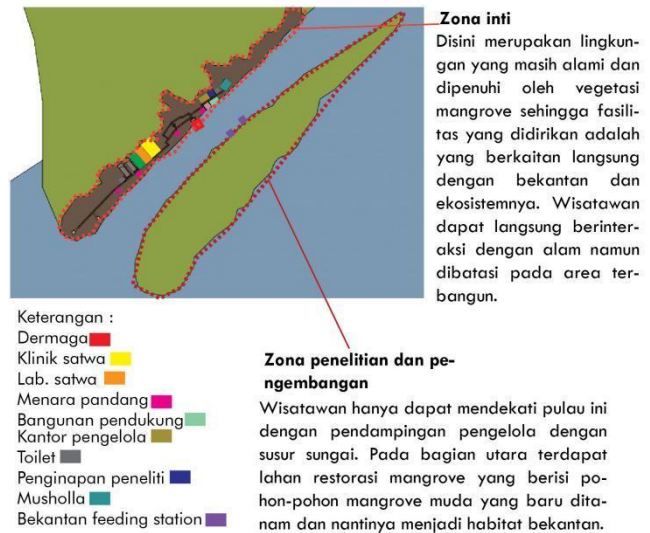 Zona inti
Disini merupakan lingkun-
gan yang masih alami dan
dipenuhi oleh vegetasi
mangrove sehingga fasili-
tas yang didirikan adalah
yang berkaitan langsung
dengan bekantan dan
ekosistemnya. Wisatawan
dapat langsung berinter-
aksi dengan alam namun
dibatasi pada area ter-
bangun.
Keterangan :
Dermaga
Klinik satwa
Lab. satwa
Menara pandang
Bangunan pendukung
Kantor pengelola
Toilet
Penginapan peneliti
Musholla
Bekantan feeding station
Zona penelitian dan pe-
ngembangan
Wisatawan hanya dapat mendekati pulau ini
dengan pendampingan pengelola dengan
susur sungai. Pada bagian utara terdapat
lahan restorasi mangrove yang berisi po-
hon-pohon mangrove muda yang baru dita-
nam dan nantinya menjadi habitat bekantan.